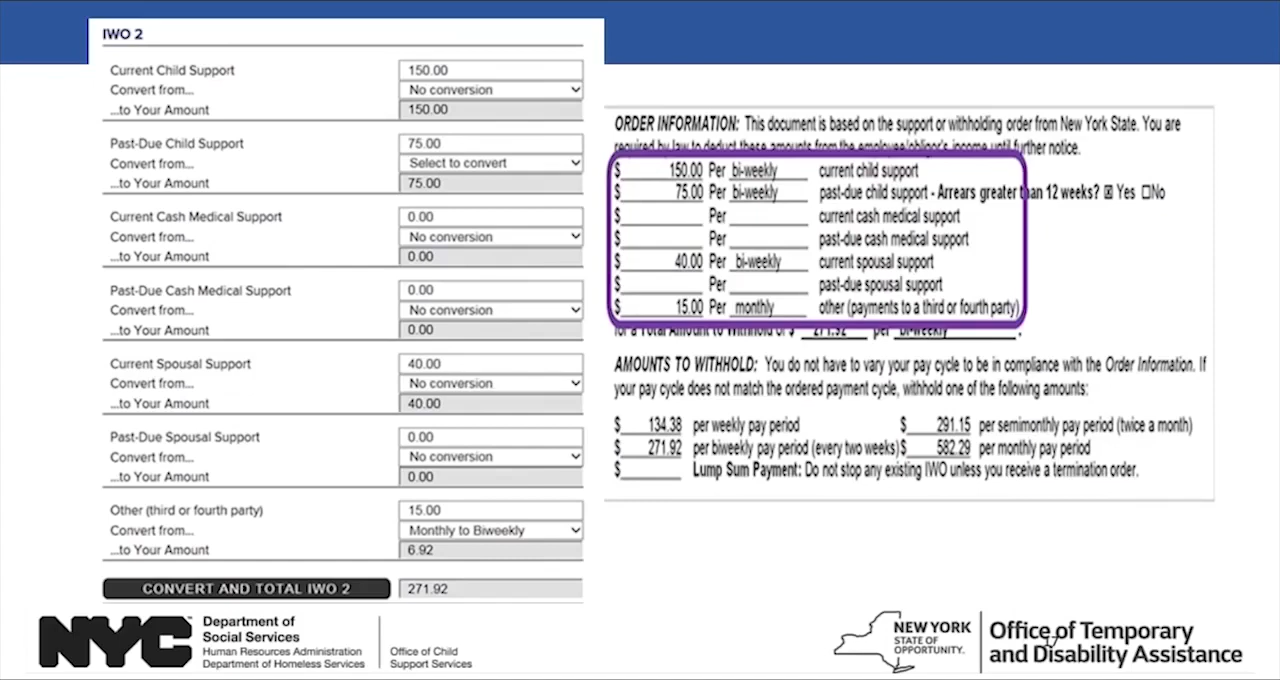 IWO 2
Current Child Support 150.00
Convert from... No conversion
...to Your Amount 150.00
Past-Due Child Support 75.00
Convert from... Select to convert
...to Your Amount 75.00
Current Cash Medical Support 0.00
Convert from... No conversion
...to Your Amount 0.00
Past-Due Cash Medical Support 0.00
Convert from... No conversion
...to Your Amount 0.00
Current Spousal Support 40.00
Convert from... No conversion
...to Your Amount 40.00
Past-Due Spousal Support 0.00
Convert from... No conversion
...to Your Amount 0.00
Other (third or fourth party) 15.00
Convert from... Monthly to Biweekly
...to Your Amount 6.92
CONVERT AND TOTAL IWO 2 271.92
ORDER INFORMATION: This document is based on the support or withholding order from New York State. You are
required by law to deduct these amounts from the employee/obligor's income until further notice.
$ 150.00 Per bi-weekly current child support
$ 75.00 Per bi-weekly past-due child support - Arrears greater than 12 weeks? ☒ Yes ☐ No
$ Per current cash medical support
$ Per past-due cash medical support
$ 40.00 Per bi-weekly current spousal support
$ Per past-due spousal support
$ 15.00 Per monthly other (payments to a third or fourth party)
for a Total Amount to Withhold of $ 271.92 per bi-weekly .
AMOUNTS TO WITHHOLD: You do not have to vary your pay cycle to be in compliance with the Order Information. If
your pay cycle does not match the ordered payment cycle, withhold one of the following amounts:
$ 134.38 per weekly pay period $ 291.15 per semimonthly pay period (twice a month)
$ 271.92 per biweekly pay period (every two weeks) $ 582.29 per monthly pay period
$ Lump Sum Payment: Do not stop any existing IWO unless you receive a termination order.
NYC
Department of
Social Services
Human Resources Administration
Department of Homeless Services
Office of Child
Support Services
NEW YORK
STATE OF
OPPORTUNITY.
Office of Temporary
and Disability Assistance